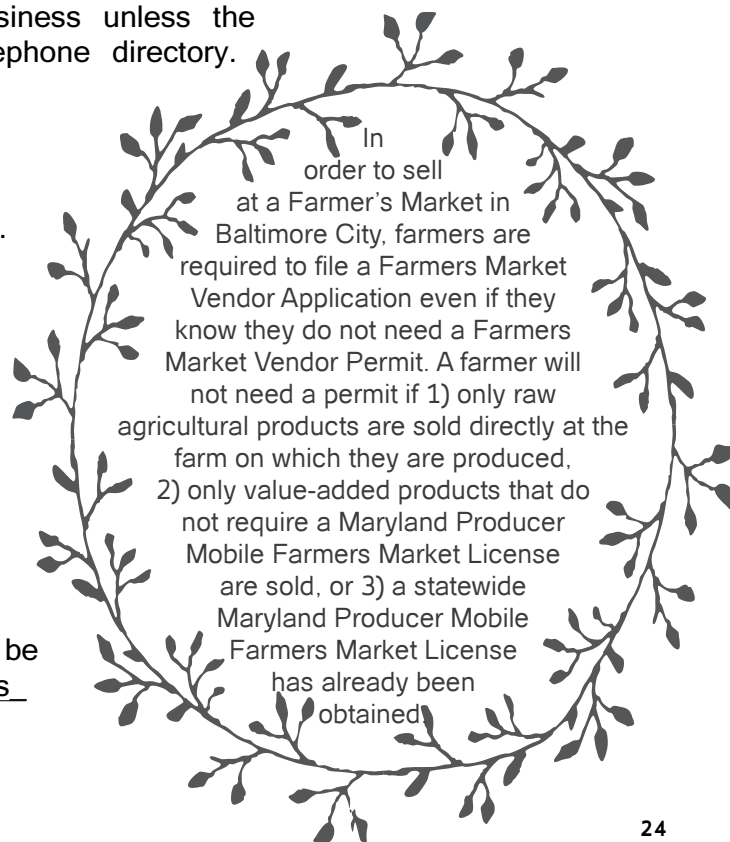 siness unless the
ephone directory.
.
In
order to sell
at a Farmer's Market in
Baltimore City, farmers are
required to file a Farmers Market
Vendor Application even if they
know they do not need a Farmers
Market Vendor Permit. A farmer will
not need a permit if 1) only raw
agricultural products are sold directly at the
farm on which they are produced,
2) only value-added products that do
not require a Maryland Producer
Mobile Farmers Market License
are sold, or 3) a statewide
Maryland Producer Mobile
Farmers Market License
has already been
obtained.
be
s_
24